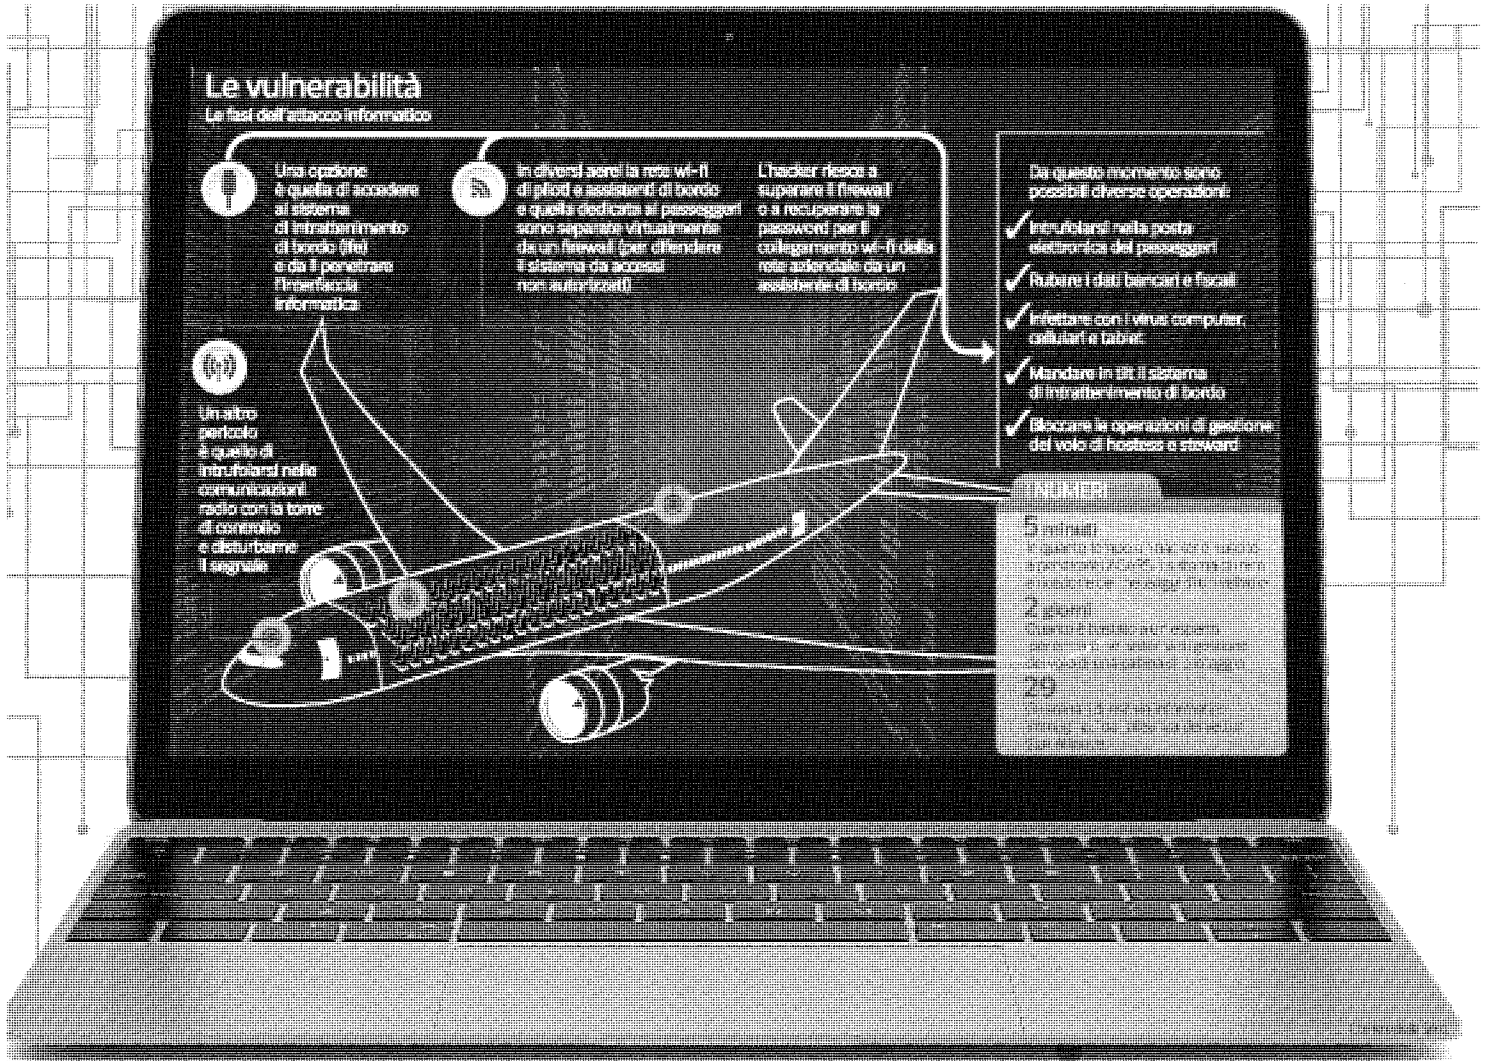 Le vulnerabilità
Le fasi dell'attacco informatico
Una opzione
è quella di accedere
al sistema
di intrattenimento
di bordo (Ife)
e da lì penetrare
l'interfaccia
informatica
In diversi aerei la rete wi-fi
di piloti e assistenti di bordo
e quella dedicata ai passeggeri
sono separate virtualmente
da un firewall (per difendere
il sistema da accessi
non autorizzati)
L'hacker riesce a
superare il firewall
o a recuperare la
password per il
collegamento wi-fi della
rete aziendale da un
assistente di bordo
Da questo momento sono
possibili diverse operazioni:
Intrufolarsi nella posta
elettronica dei passeggeri
Rubare i dati bancari e fiscali
Infettare con i virus computer,
cellulari e tablet
Mandare in tilt il sistema
di intrattenimento di bordo
Bloccare le operazioni di gestione
del volo di hostess e steward
Un altro
pericolo
è quello di
intrufolarsi nelle
comunicazioni
radio con la torre
di controllo
e disturbarne
il segnale
I NUMERI
5 minuti
2 giorni
29